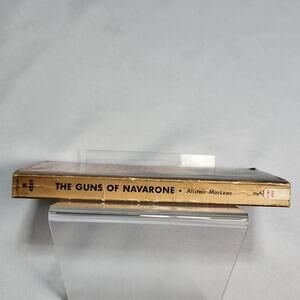 THE GUNS OF NAVARONE • Alistair MacLean